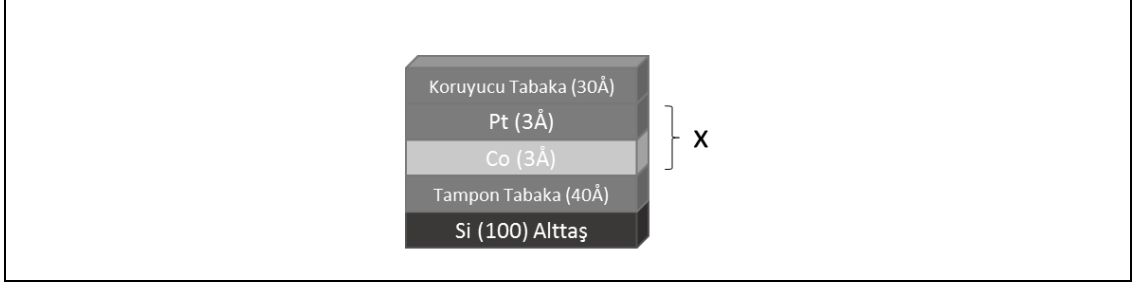 Koruyucu Tabaka (30Å)
Pt (3Å)
Co (3Å)
X
Tampon Tabaka (40Å)
Si (100) Alttaş